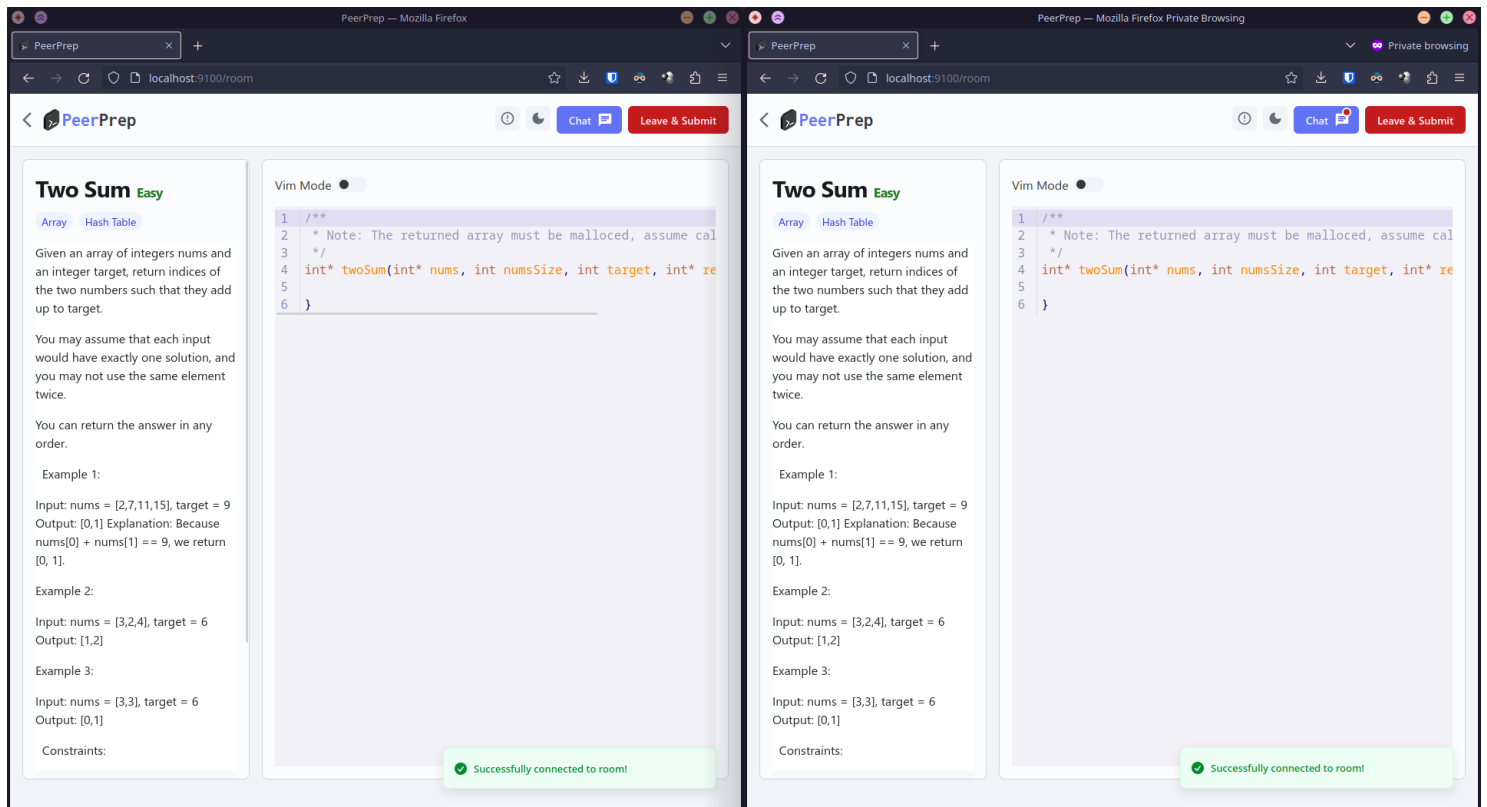 PeerPrep — Mozilla Firefox
PeerPrep
localhost:9100/room
PeerPrep
Chat
Leave & Submit
Two Sum Easy
Array Hash Table
Given an array of integers nums and
an integer target, return indices of
the two numbers such that they add
up to target.
You may assume that each input
would have exactly one solution, and
you may not use the same element
twice.
You can return the answer in any
order.
Example 1:
Input: nums = [2,7,11,15], target = 9
Output: [0,1] Explanation: Because
nums[0] + nums[1] == 9, we return
[0, 1].
Example 2:
Input: nums = [3,2,4], target = 6
Output: [1,2]
Example 3:
Input: nums = [3,3], target = 6
Output: [0,1]
Constraints:
Vim Mode
1 /**
2 * Note: The returned array must be malloced, assume cal
3 */
4 int* twoSum(int* nums, int numsSize, int target, int* re
5
6 }
Successfully connected to room!
PeerPrep — Mozilla Firefox Private Browsing
PeerPrep
Private browsing
localhost:9100/room
PeerPrep
Chat
Leave & Submit
Two Sum Easy
Array Hash Table
Given an array of integers nums and
an integer target, return indices of
the two numbers such that they add
up to target.
You may assume that each input
would have exactly one solution, and
you may not use the same element
twice.
You can return the answer in any
order.
Example 1:
Input: nums = [2,7,11,15], target = 9
Output: [0,1] Explanation: Because
nums[0] + nums[1] == 9, we return
[0, 1].
Example 2:
Input: nums = [3,2,4], target = 6
Output: [1,2]
Example 3:
Input: nums = [3,3], target = 6
Output: [0,1]
Constraints:
Vim Mode
1 /**
2 * Note: The returned array must be malloced, assume cal
3 */
4 int* twoSum(int* nums, int numsSize, int target, int* re
5
6 }
Successfully connected to room!